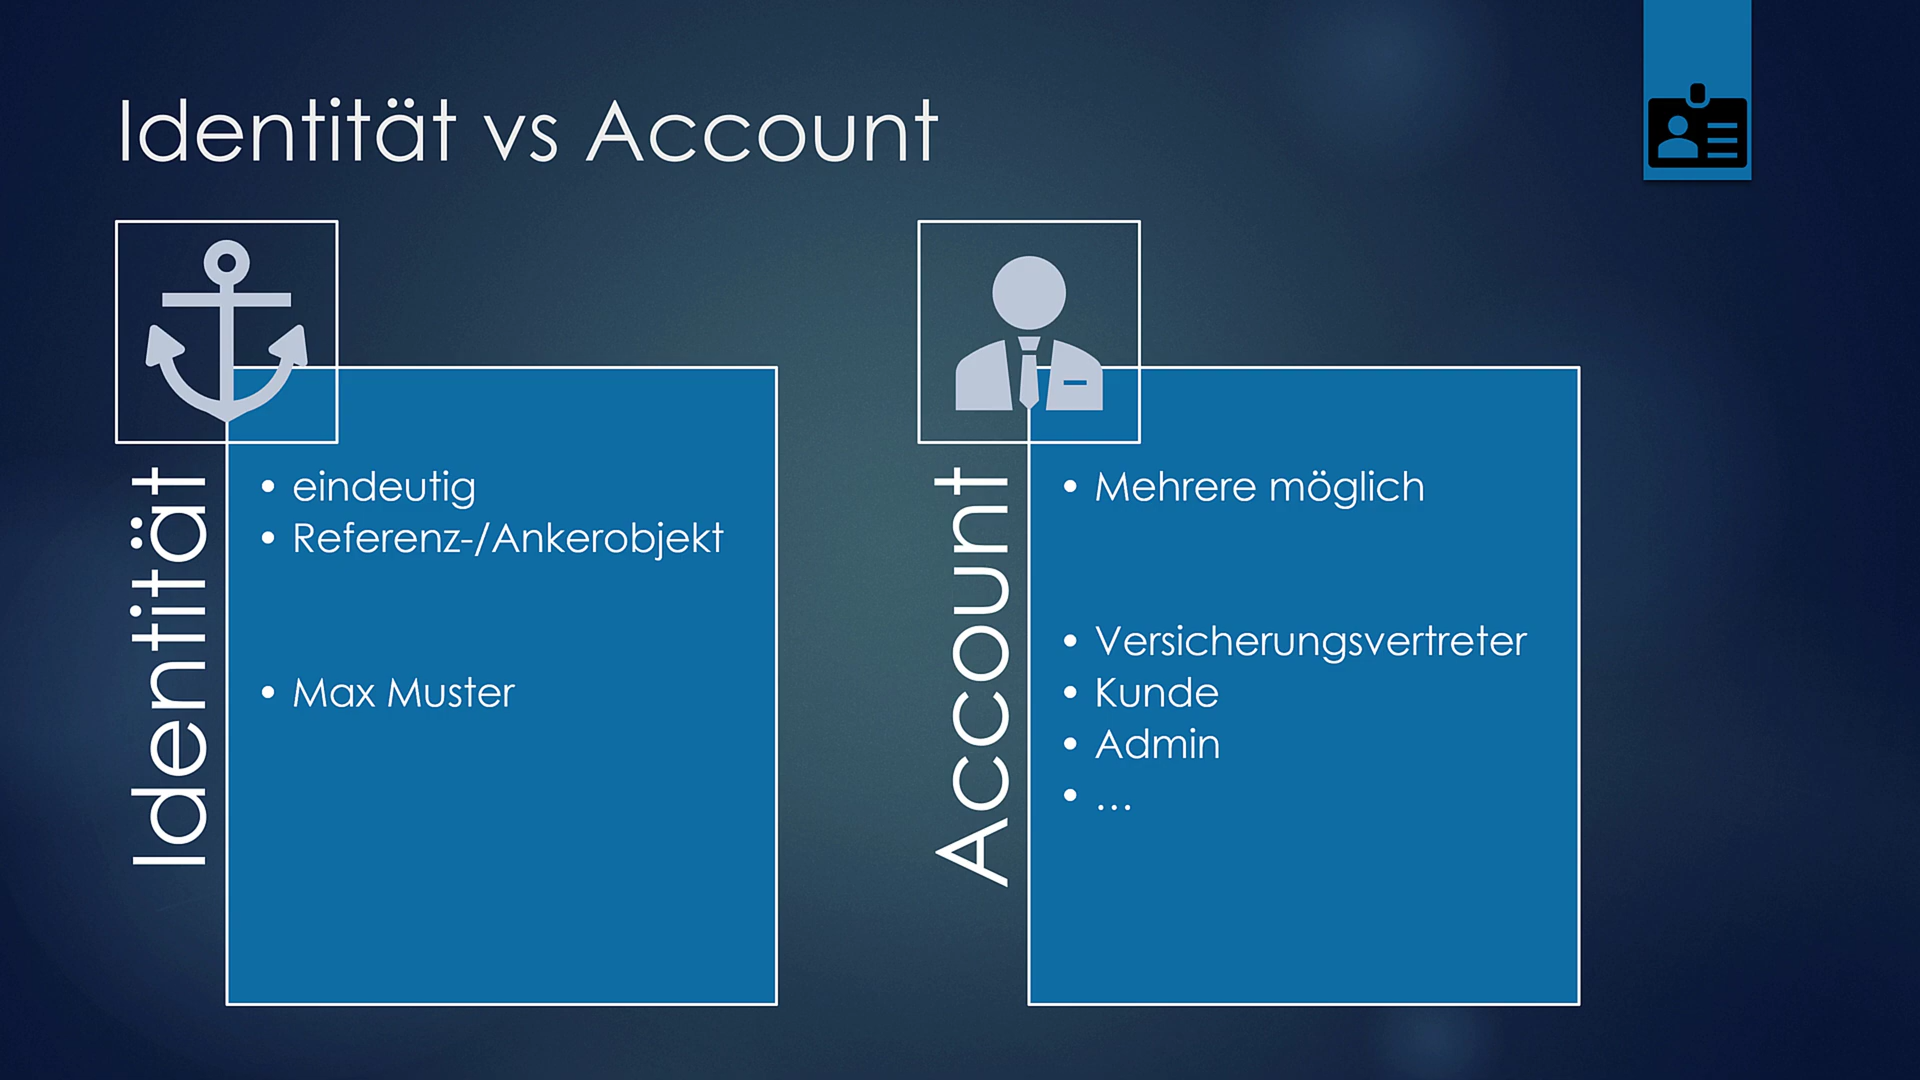 Identität vs Account
Identität
• eindeutig
• Referenz-/Ankerobjekt
• Max Muster
Account
• Mehrere möglich
• Versicherungsvertreter
• Kunde
• Admin
• …